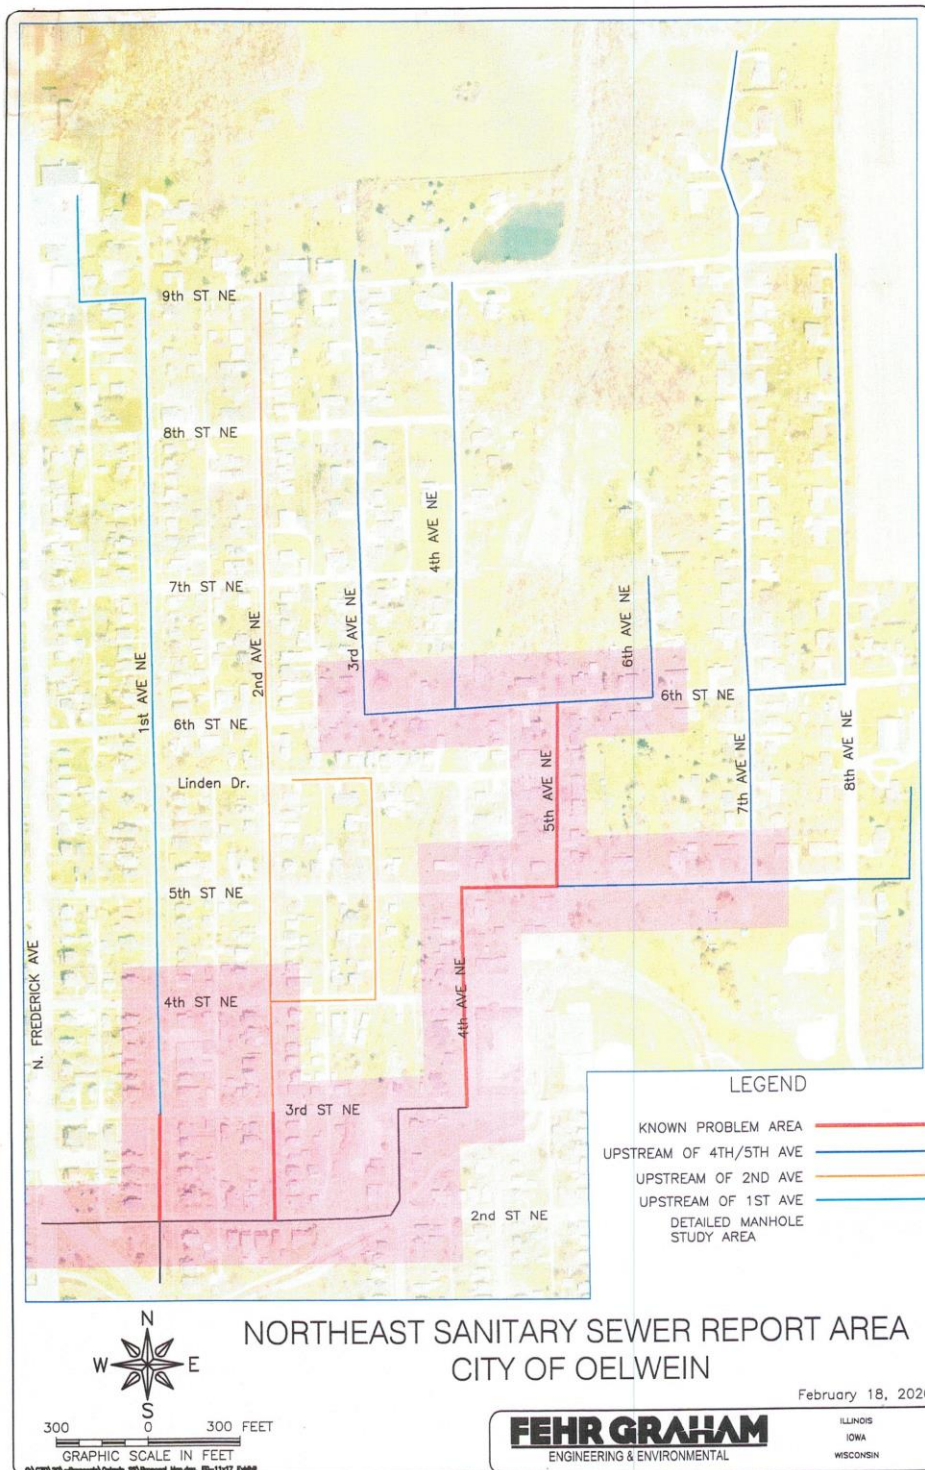 9th ST NE
8th ST NE
4th AVE NE
7th ST NE
3rd AVE NE
6th AVE NE
2nd AVE NE
1st AVE NE
6th ST NE
6th ST NE
7th AVE NE
8th AVE NE
5th AVE NE
Linden Dr.
5th ST NE
N. FREDERICK AVE
4th AVE NE
4th ST NE
3rd ST NE
2nd ST NE
LEGEND
KNOWN PROBLEM AREA
UPSTREAM OF 4TH/5TH AVE
UPSTREAM OF 2ND AVE
UPSTREAM OF 1ST AVE
DETAILED MANHOLE
STUDY AREA
N
W E
S
300 0 300 FEET
GRAPHIC SCALE IN FEET
NORTHEAST SANITARY SEWER REPORT AREA
CITY OF OELWEIN
February 18, 2020
FEHR GRAHAM
ENGINEERING & ENVIRONMENTAL
ILLINOIS
IOWA
WISCONSIN